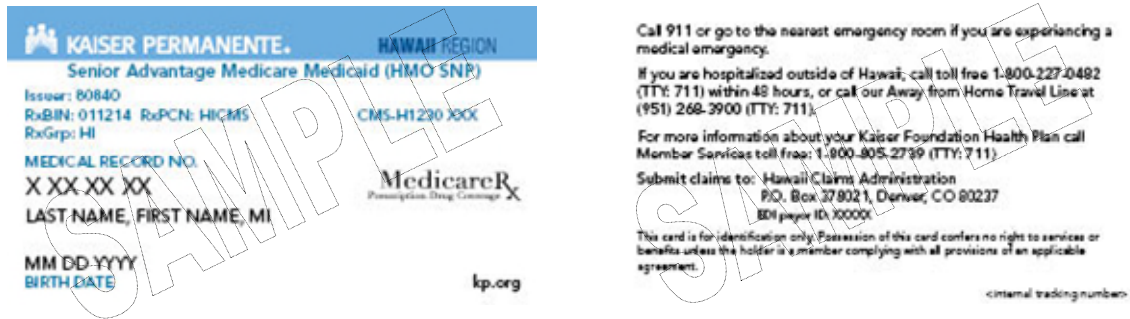 KAISER PERMANENTE. HAWAII REGION
Senior Advantage Medicare Medicaid (HMO SNP)
Issuer: 80840
RxBIN: 011214 RxPCN: HICMS CMS-H1230 XXX
RxGrp: HI
MEDICAL RECORD NO.
X XX XX XX
MedicareRx
Prescription Drug Coverage X
LAST NAME, FIRST NAME, MI
MM DD YYYY
BIRTH DATE
kp.org
SAMPLE
Call 911 or go to the nearest emergency room if you are experiencing a
medical emergency.
If you are hospitalized outside of Hawaii, call toll free 1-800-227-0482
(TTY: 711) within 48 hours, or call our Away from Home Travel Line at
(951) 268-3900 (TTY: 711).
For more information about your Kaiser Foundation Health Plan call
Member Services toll free: 1-800-805-2739 (TTY: 711)
Submit claims to: Hawaii Claims Administration
P.O. Box 378021, Denver, CO 80237
EDI payor ID: XXXXX
This card is for identification only. Possession of this card confers no right to services or
benefits unless the holder is a member complying with all provisions of an applicable
agreement.
<internal tracking number>
SAMPLE